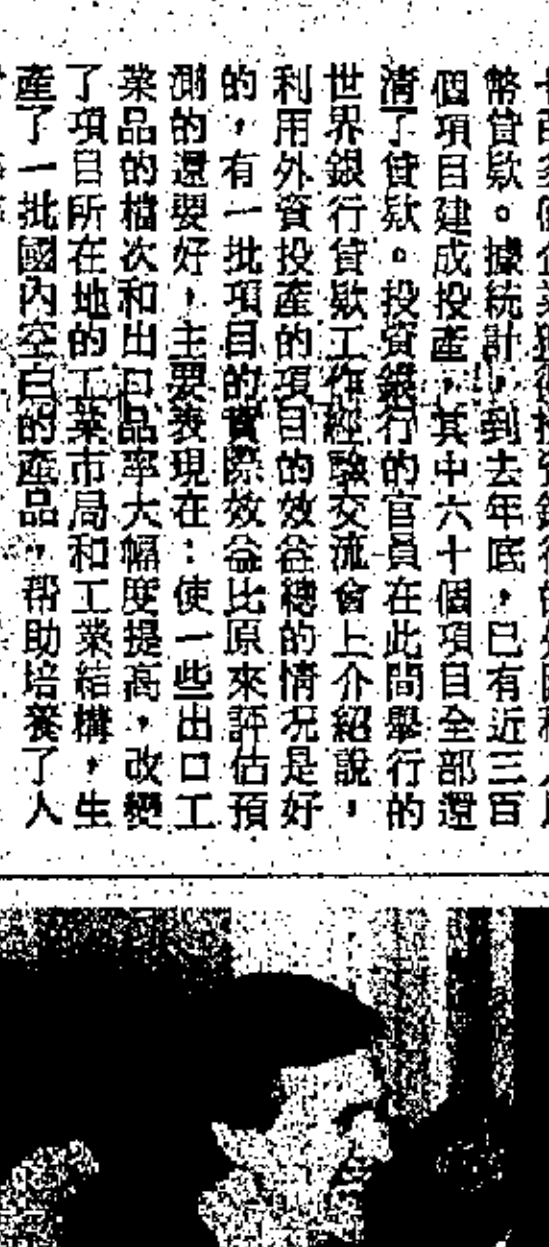 幣貸款。據統計，到去年底，已有近三百
個項目建成投產，其中六十個項目全部還
清了貸款。投資銀行的官員在此間舉行的
世界銀行貸款工作經驗交流會上介紹說，
利用外資投產的項目的效益總的情况是好
的，有一批項目的實際效益比原來評估預
測的還要好，主要表現在：使一些出口工
業品的檔次和出口品率大幅度提高，改變
了項目所在地的工業市局和工業結構，生
產了一批國内空白的產品，帮助培養了人